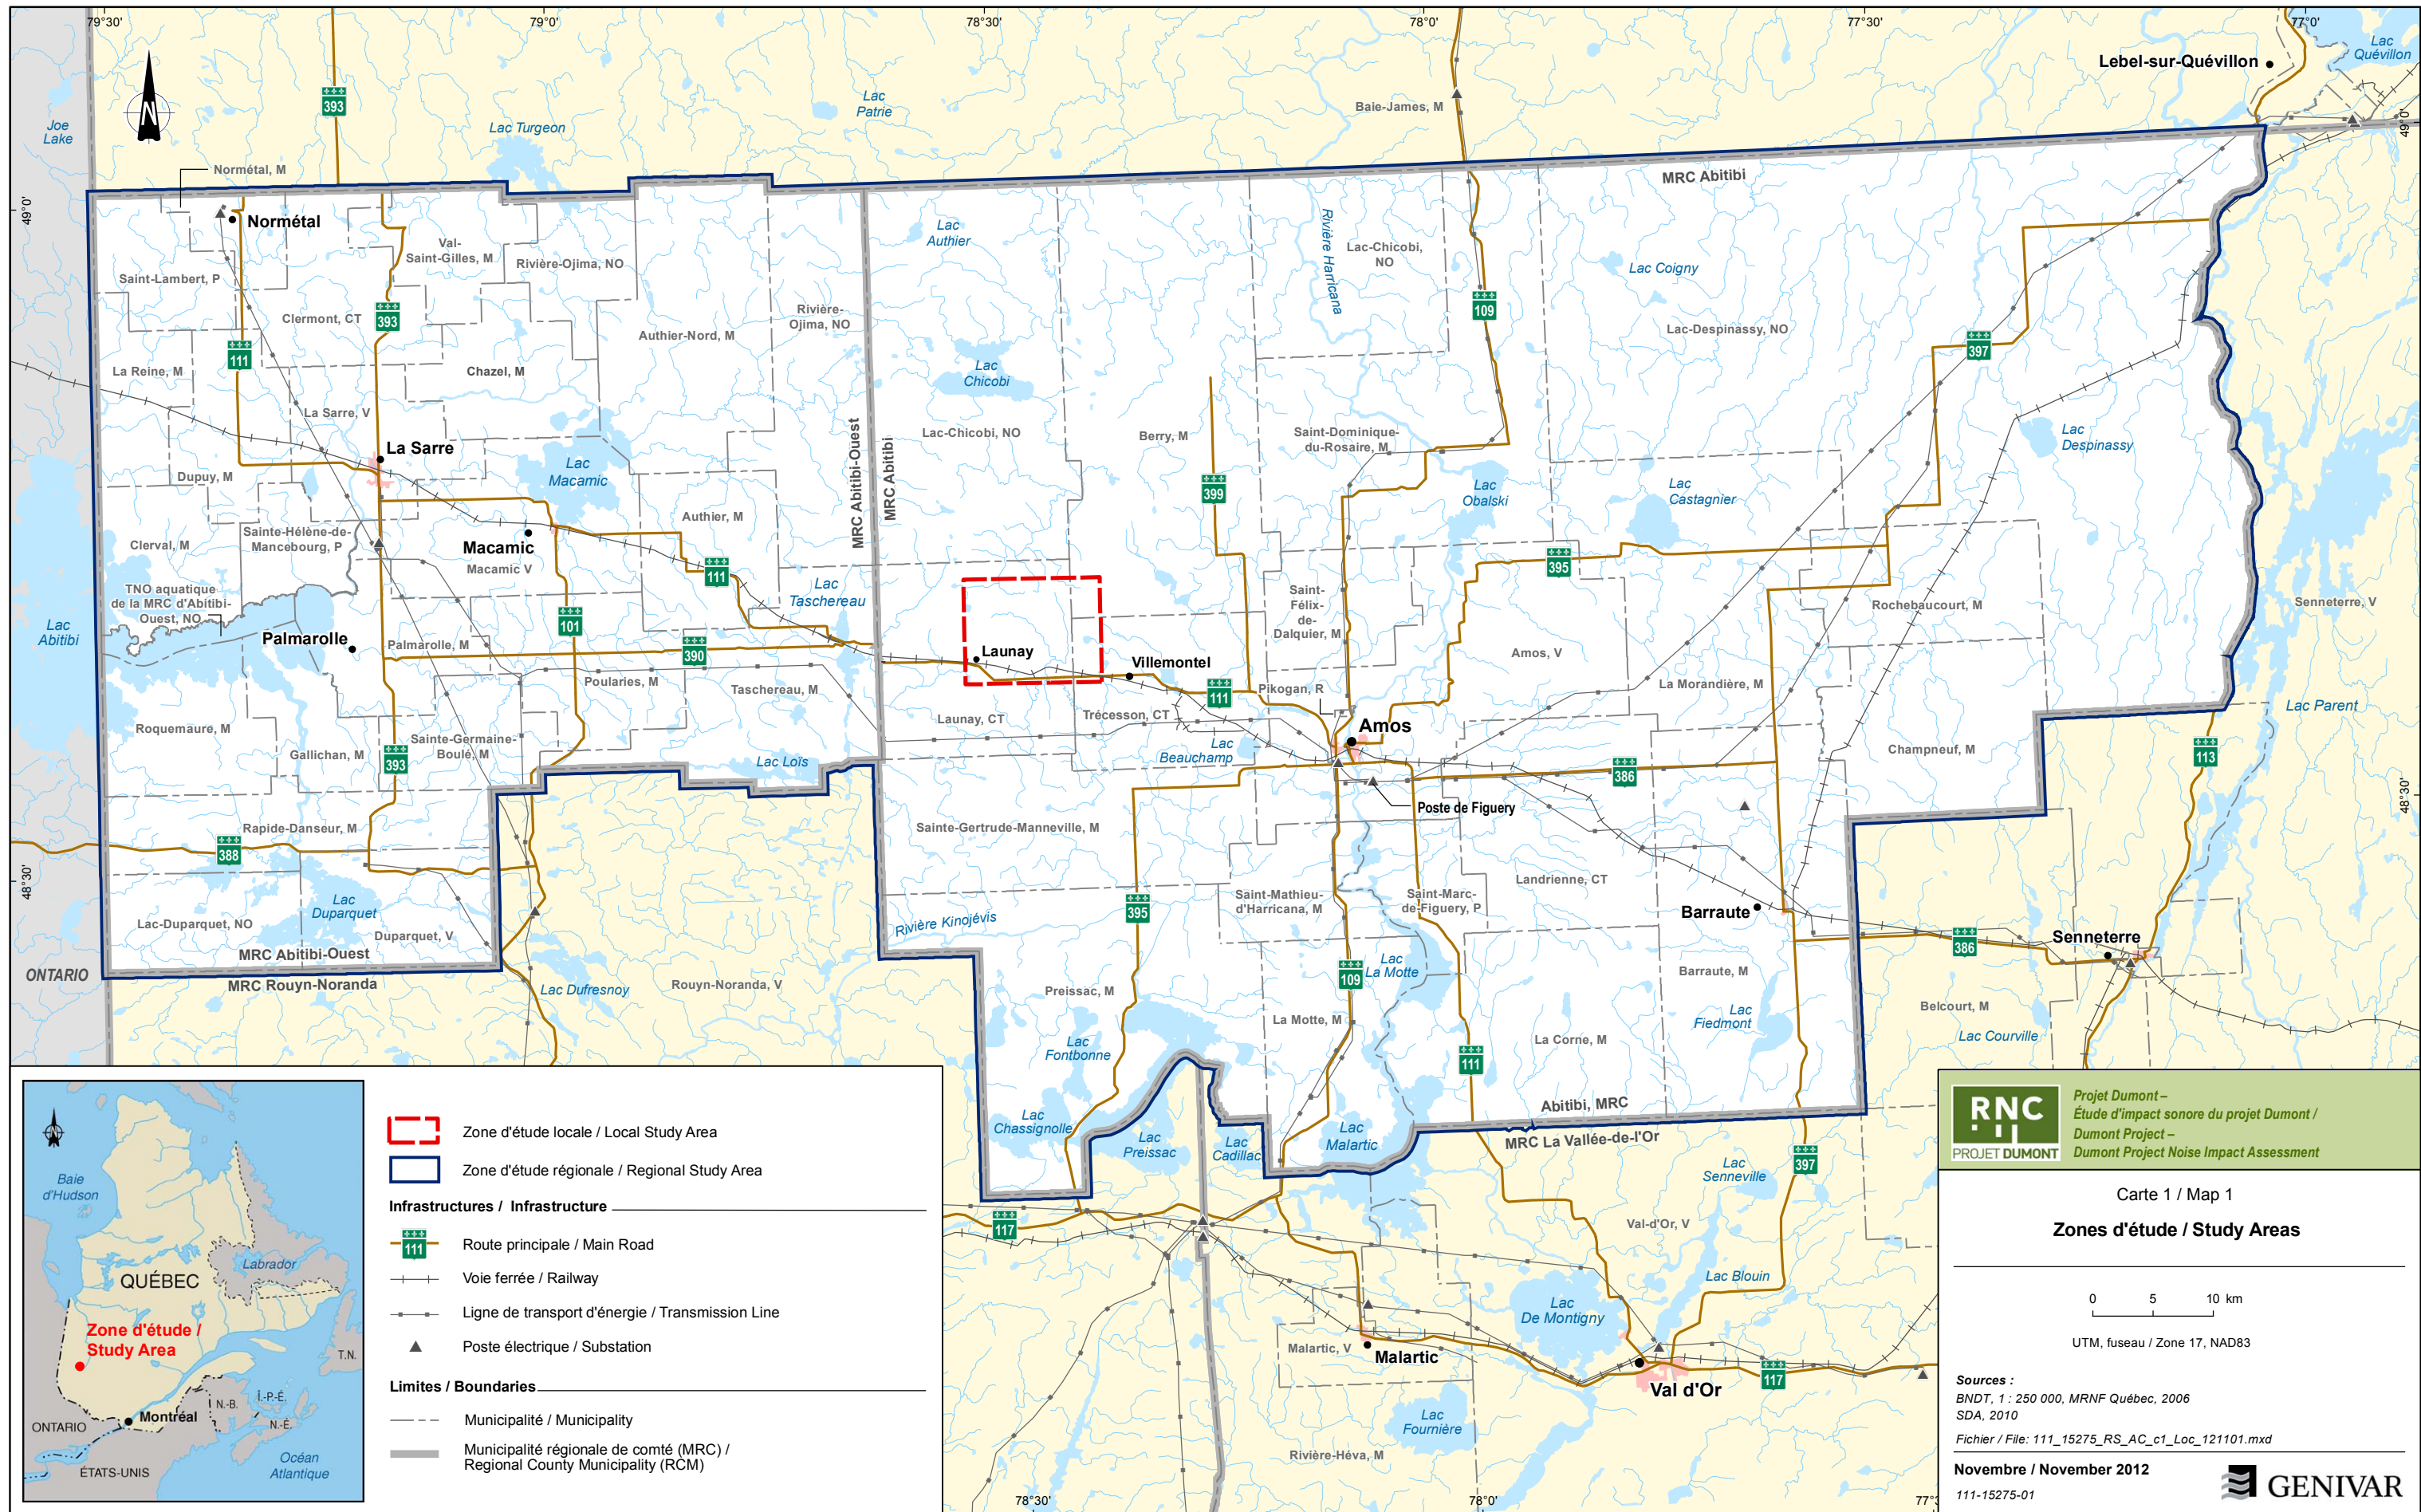 79°30'
79°0'
78°30'
78°0'
77°30'
77°0'
Lac
Quévillon
Lebel-sur-Quévillon
393
Lac
Patrie
Baie-James, M
Joe
Lake
Lac Turgeon
49°0'
N
Normétal, M
MRC Abitibi
49°0'
Normétal
Lac
Authier
Rivière Harricana
Lac-Chicobi,
NO
Val-
Saint-Gilles, M
Rivière-Ojima, NO
Lac Coigny
Saint-Lambert, P
Clermont, CT
393
Rivière-
Ojima, NO
109
Authier-Nord, M
Lac-Despinassy, NO
111
397
La Reine, M
Chazel, M
Lac
Chicobi
La Sarre, V
La Sarre
MRC Abitibi-Ouest
MRC Abitibi
Lac-Chicobi, NO
Berry, M
Saint-Dominique-
du-Rosaire, M
Lac
Despinassy
Dupuy, M
Lac
Macamic
399
Lac
Obalski
Lac
Castagnier
Authier, M
Clerval, M
Sainte-Hélène-de-
Mancebourg, P
Macamic
Macamic V
111
395
TNO aquatique
de la MRC d'Abitibi-
Ouest, NO
Lac
Taschereau
Saint-
Félix-
de-
Dalquier, M
Rochebaucourt, M
Senneterre, V
Lac
Abitibi
Palmarolle
Palmarolle, M
101
390
Launay
Villemontel
Amos, V
Poularies, M
Taschereau, M
111
Pikogan, R
La Morandière, M
Roquemaure, M
Launay, CT
Trécesson, CT
Amos
Lac Parent
Gallichan, M
393
Sainte-Germaine-
Boulé, M
Lac Loïs
Lac
Beauchamp
Champneuf, M
113
386
Poste de Figuery
48°30'
Rapide-Danseur, M
388
Sainte-Gertrude-Manneville, M
48°30'
Lac
Duparquet
Lac-Duparquet, NO
Duparquet, V
395
Saint-Mathieu-
d'Harricana, M
Saint-Marc-
de-Figuery, P
Landrienne, CT
Barraute
Rivière Kinojévis
386
Senneterre
MRC Abitibi-Ouest
ONTARIO
MRC Rouyn-Noranda
Lac Dufresnoy
Rouyn-Noranda, V
Preissac, M
109
Lac
La Motte
Barraute, M
Lac
Fiedmont
Belcourt, M
Lac Courville
La Motte, M
Lac
Fontbonne
111
La Corne, M
Lac
Chassignolle
Abitibi, MRC
Lac
Preissac
Lac
Cadillac
Lac
Malartic
MRC La Vallée-de-l'Or
Lac
Senneville
397
117
Val-d'Or, V
Lac Blouin
Lac
De Montigny
Malartic, V
Malartic
Val d'Or
117
Lac
Fournière
Rivière-Héva, M
78°30'
78°0'
Baie
d'Hudson
QUÉBEC
Labrador
Zone d'étude /
Study Area
T.N.
Î.-P.-É.
N.-B.
N.-É.
Montréal
ONTARIO
ÉTATS-UNIS
Océan
Atlantique
Zone d'étude locale / Local Study Area
Zone d'étude régionale / Regional Study Area
Infrastructures / Infrastructure
111
Route principale / Main Road
Voie ferrée / Railway
Ligne de transport d'énergie / Transmission Line
Poste électrique / Substation
Limites / Boundaries
Municipalité / Municipality
Municipalité régionale de comté (MRC) /
Regional County Municipality (RCM)
RNC
PROJET DUMONT
Projet Dumont –
Étude d'impact sonore du projet Dumont /
Dumont Project –
Dumont Project Noise Impact Assessment
Carte 1 / Map 1
Zones d'étude / Study Areas
0 5 10 km
UTM, fuseau / Zone 17, NAD83
Sources :
BNDT, 1 : 250 000, MRNF Québec, 2006
SDA, 2010
Fichier / File: 111_15275_RS_AC_c1_Loc_121101.mxd
Novembre / November 2012
111-15275-01
GENIVAR